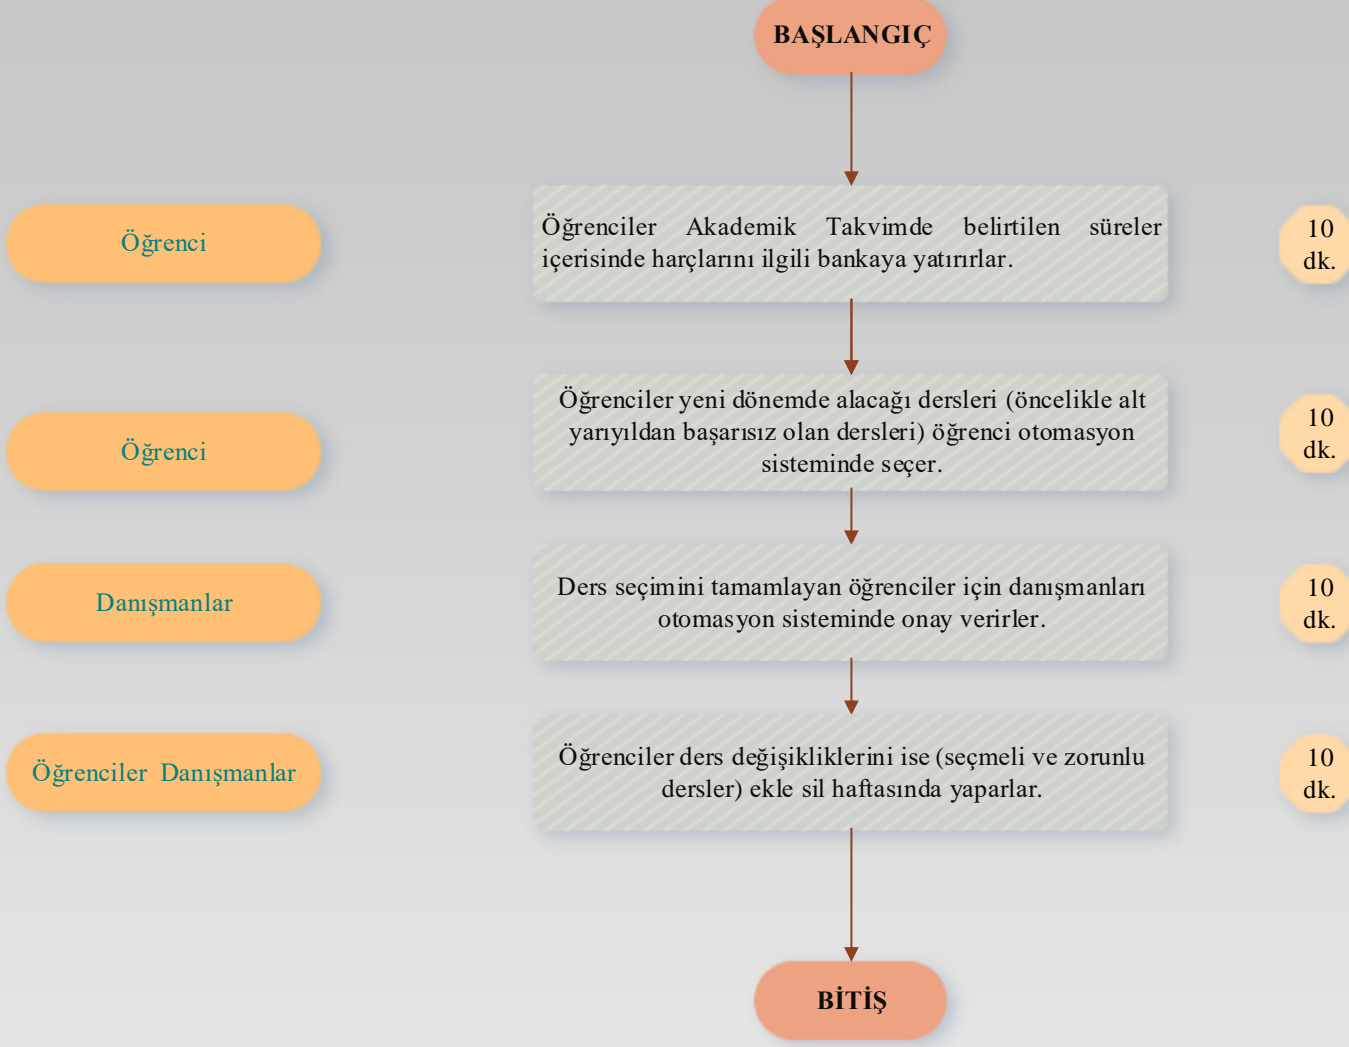 BAŞLANGIÇ
Öğrenci
Öğrenciler Akademik Takvimde belirtilen süreler
içerisinde harçlarını ilgili bankaya yatırırlar.
10
dk.
Öğrenci
Öğrenciler yeni dönemde alacağı dersleri (öncelikle alt
yarıyıldan başarısız olan dersleri) öğrenci otomasyon
sisteminde seçer.
10
dk.
Danışmanlar
Ders seçimini tamamlayan öğrenciler için danışmanları
otomasyon sisteminde onay verirler.
10
dk.
Öğrenciler Danışmanlar
Öğrenciler ders değişikliklerini ise (seçmeli ve zorunlu
dersler) ekle sil haftasında yaparlar.
10
dk.
BİTİŞ